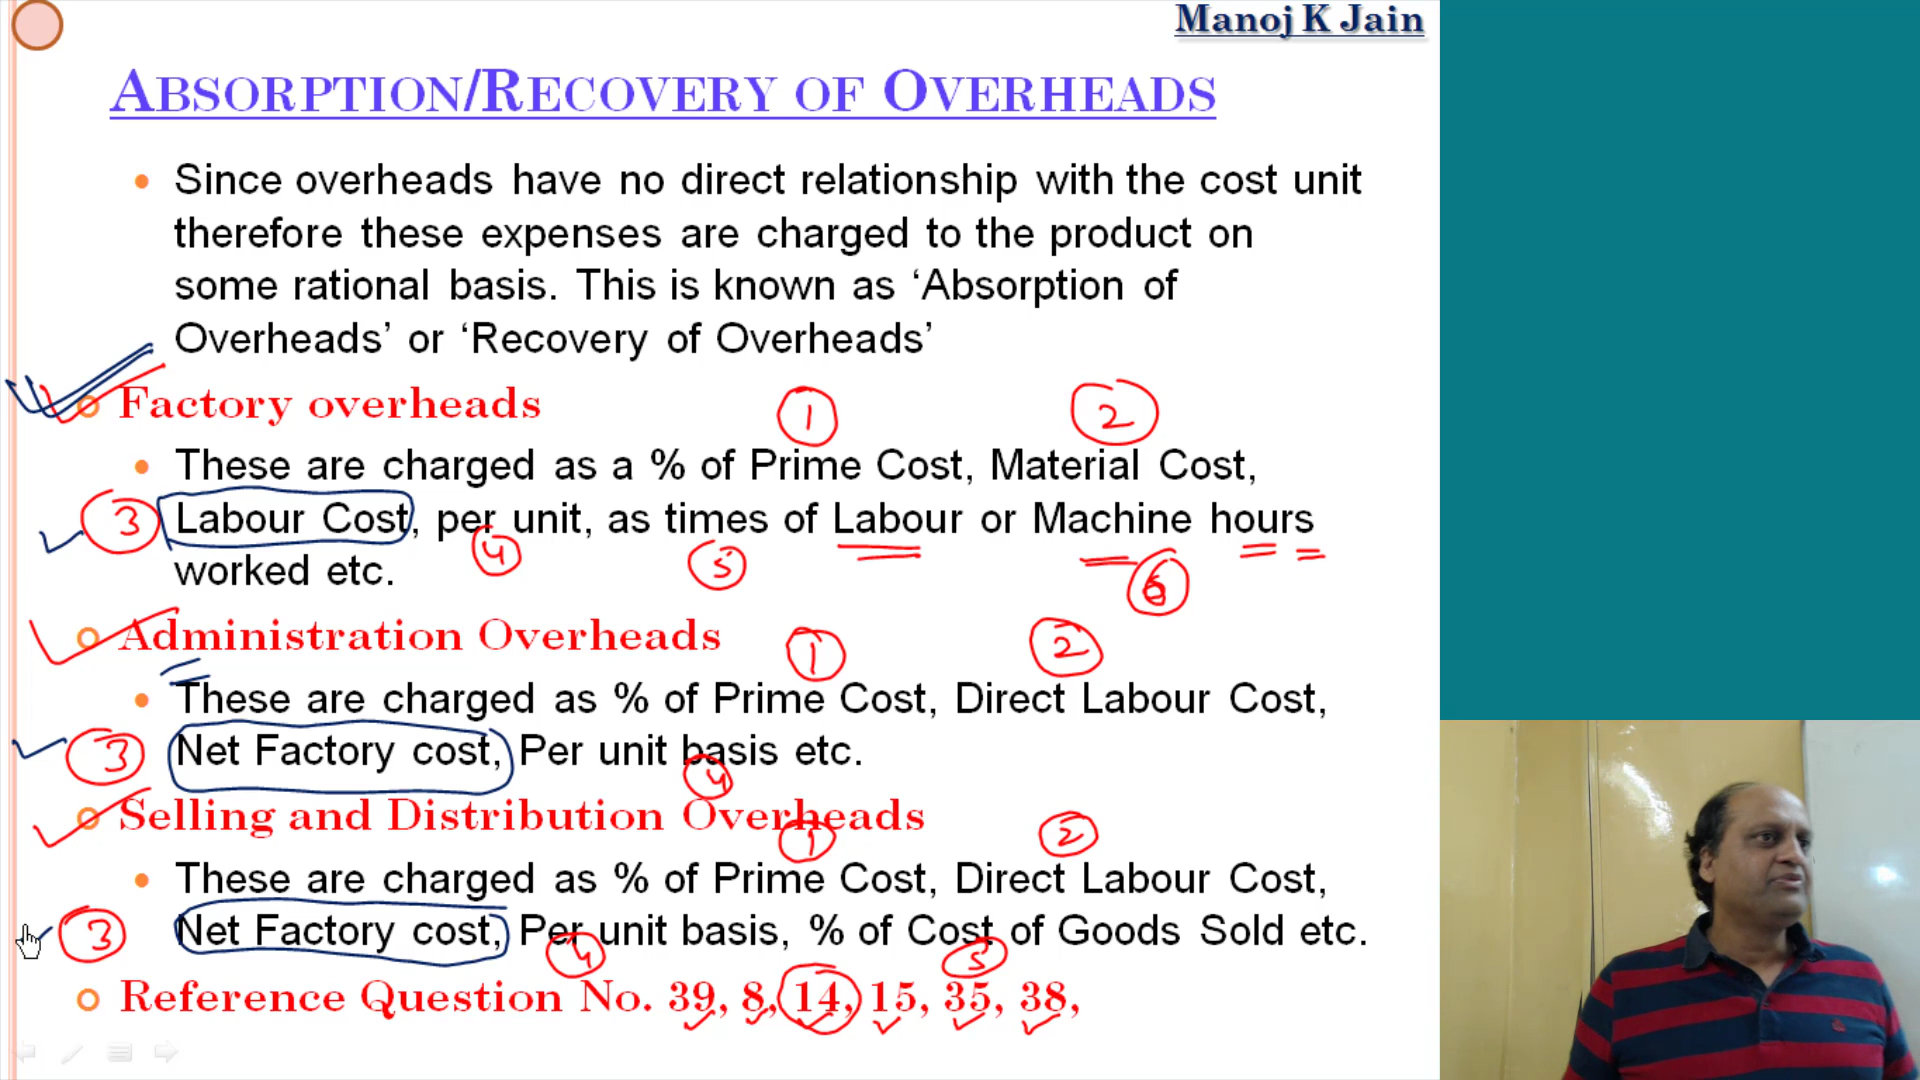 Manoj K Jain
ABSORPTION/RECOVERY OF OVERHEADS
Since overheads have no direct relationship with the cost unit
therefore these expenses are charged to the product on
some rational basis. This is known as ‘Absorption of
Overheads’ or ‘Recovery of Overheads’
Factory overheads
1 2
These are charged as a % of Prime Cost, Material Cost,
3 Labour Cost, per unit, as times of Labour or Machine hours
4 5 6
worked etc.
Administration Overheads
1 2
These are charged as % of Prime Cost, Direct Labour Cost,
3 Net Factory cost, Per unit basis etc.
4
Selling and Distribution Overheads
1 2
These are charged as % of Prime Cost, Direct Labour Cost,
3 Net Factory cost, Per unit basis, % of Cost of Goods Sold etc.
4 5
Reference Question No. 39, 8, 14, 15, 35, 38,